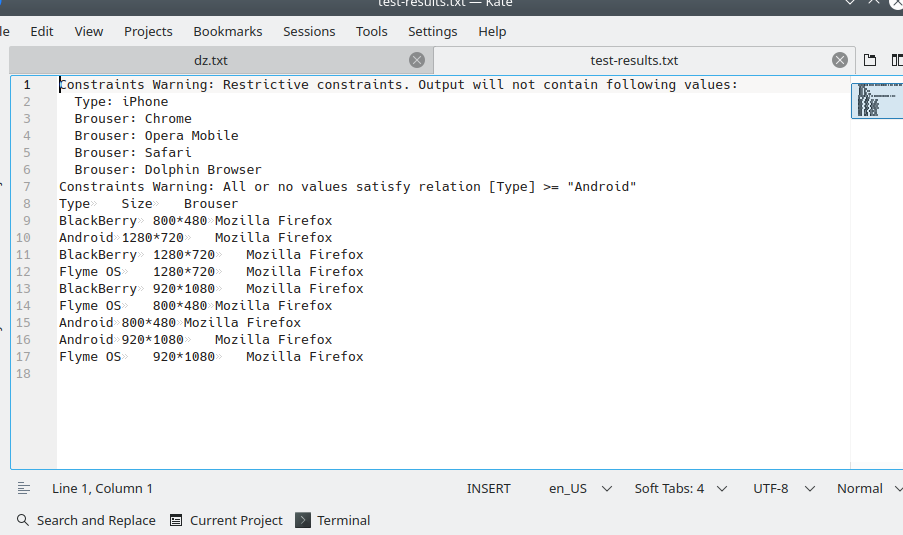 test-results.txt — Kate
Edit View Projects Bookmarks Sessions Tools Settings Help
dz.txt test-results.txt
1 Constraints Warning: Restrictive constraints. Output will not contain following values:
2 Type: iPhone
3 Brouser: Chrome
4 Brouser: Opera Mobile
5 Brouser: Safari
6 Brouser: Dolphin Browser
7 Constraints Warning: All or no values satisfy relation [Type] >= "Android"
8 Type» Size» Brouser
9 BlackBerry» 800*480»Mozilla Firefox
10 Android»1280*720» Mozilla Firefox
11 BlackBerry» 1280*720» Mozilla Firefox
12 Flyme OS» 1280*720» Mozilla Firefox
13 BlackBerry» 920*1080» Mozilla Firefox
14 Flyme OS» 800*480»Mozilla Firefox
15 Android»800*480»Mozilla Firefox
16 Android»920*1080» Mozilla Firefox
17 Flyme OS» 920*1080» Mozilla Firefox
18
Line 1, Column 1 INSERT en_US Soft Tabs: 4 UTF-8 Normal
Search and Replace Current Project Terminal